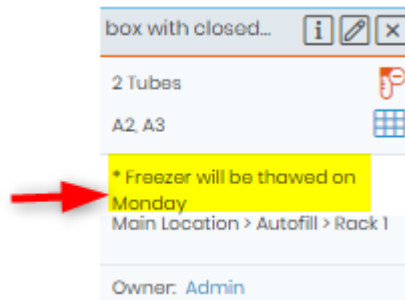 box with closed...
2 Tubes
A2, A3
* Freezer will be thawed on
Monday
Main Location > Autofill > Rack 1
Owner: Admin